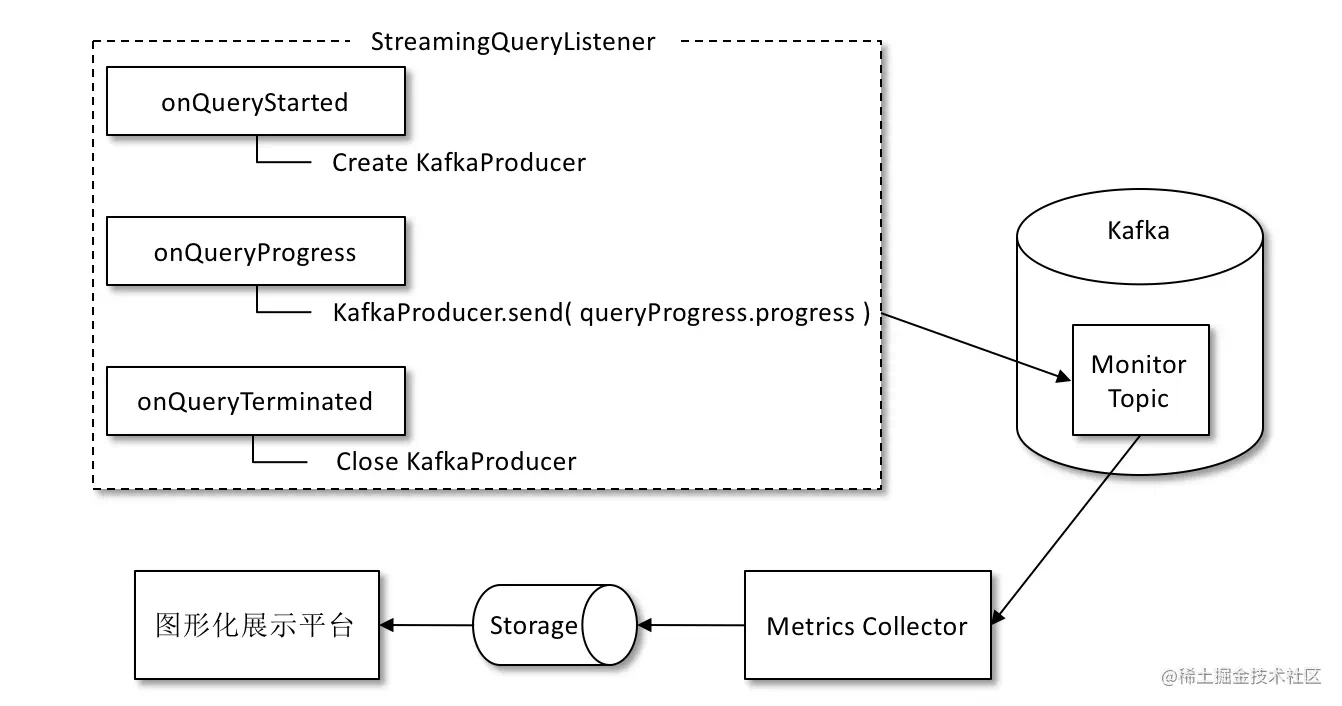 StreamingQueryListener
onQueryStarted
Create KafkaProducer
onQueryProgress
KafkaProducer.send( queryProgress.progress )
onQueryTerminated
Close KafkaProducer
Kafka
Monitor
Topic
图形化展示平台
Storage
Metrics Collector
@稀土掘金技术社区